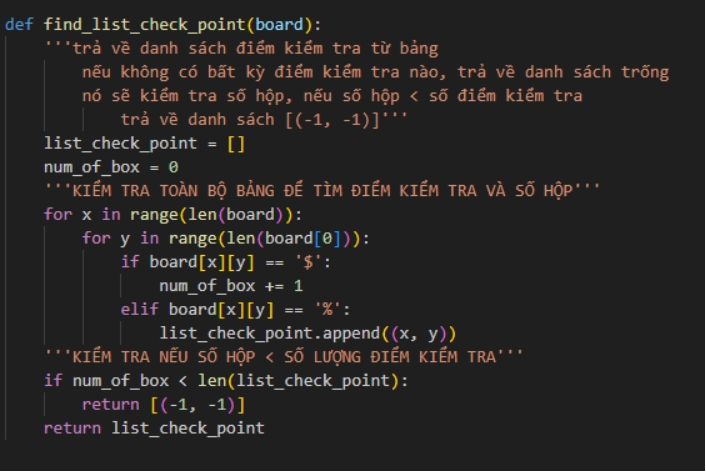 def find_list_check_point(board):
'''trả về danh sách điểm kiểm tra từ bảng
nếu không có bất kỳ điểm kiểm tra nào, trả về danh sách trống
nó sẽ kiểm tra số hộp, nếu số hộp < số điểm kiểm tra
trả về danh sách [(-1, -1)]'''
list_check_point = []
num_of_box = 0
'''KIỂM TRA TOÀN BỘ BẢNG ĐỂ TÌM ĐIỂM KIỂM TRA VÀ SỐ HỘP'''
for x in range(len(board)):
for y in range(len(board[0])):
if board[x][y] == '$':
num_of_box += 1
elif board[x][y] == '%':
list_check_point.append((x, y))
'''KIỂM TRA NẾU SỐ HỘP < SỐ LƯỢNG ĐIỂM KIỂM TRA'''
if num_of_box < len(list_check_point):
return [(-1, -1)]
return list_check_point